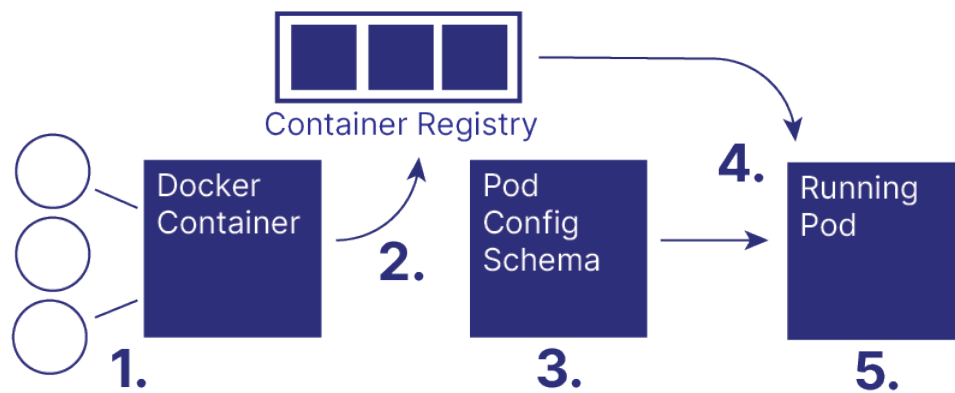 Container Registry
Docker
Container
1.
2.
Pod
Config
Schema
3.
4.
Running
Pod
5.